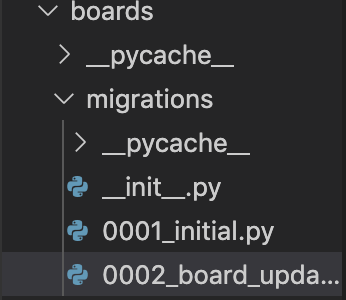 boards
__pycache__
migrations
__pycache__
__init__.py
0001_initial.py
0002_board_upda...